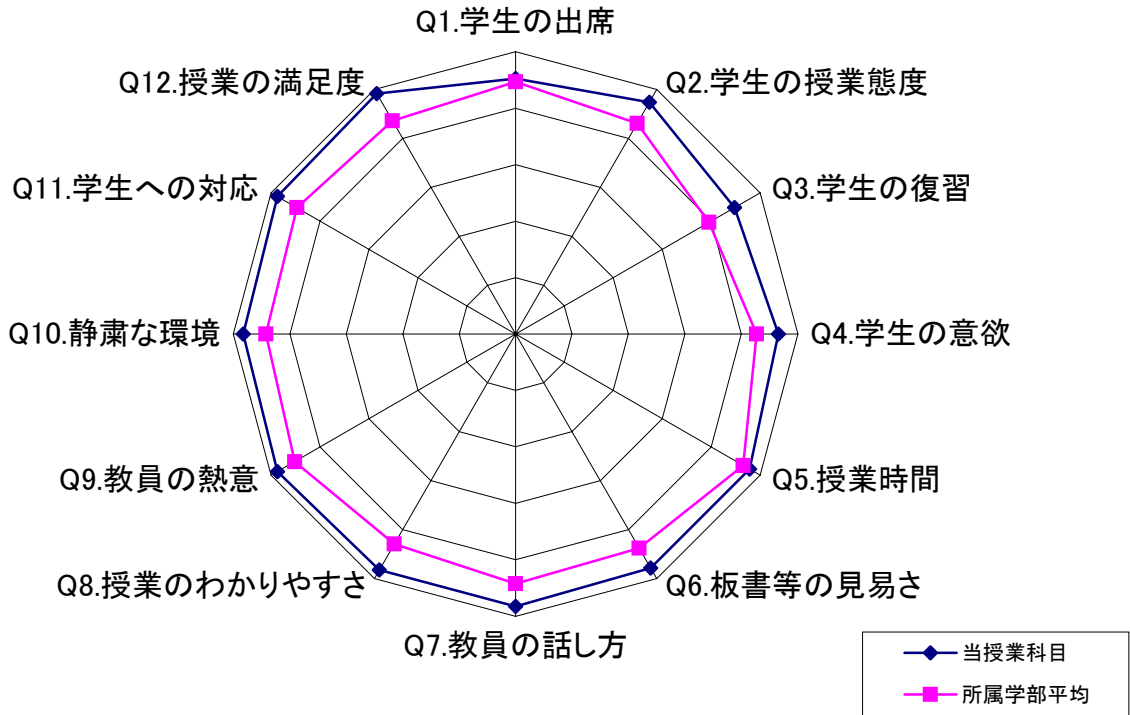 Q1.学生の出席
Q2.学生の授業態度
Q3.学生の復習
Q4.学生の意欲
Q5.授業時間
Q6.板書等の見易さ
Q7.教員の話し方
Q8.授業のわかりやすさ
Q9.教員の熱意
Q10.静粛な環境
Q11.学生への対応
Q12.授業の満足度
当授業科目
所属学部平均